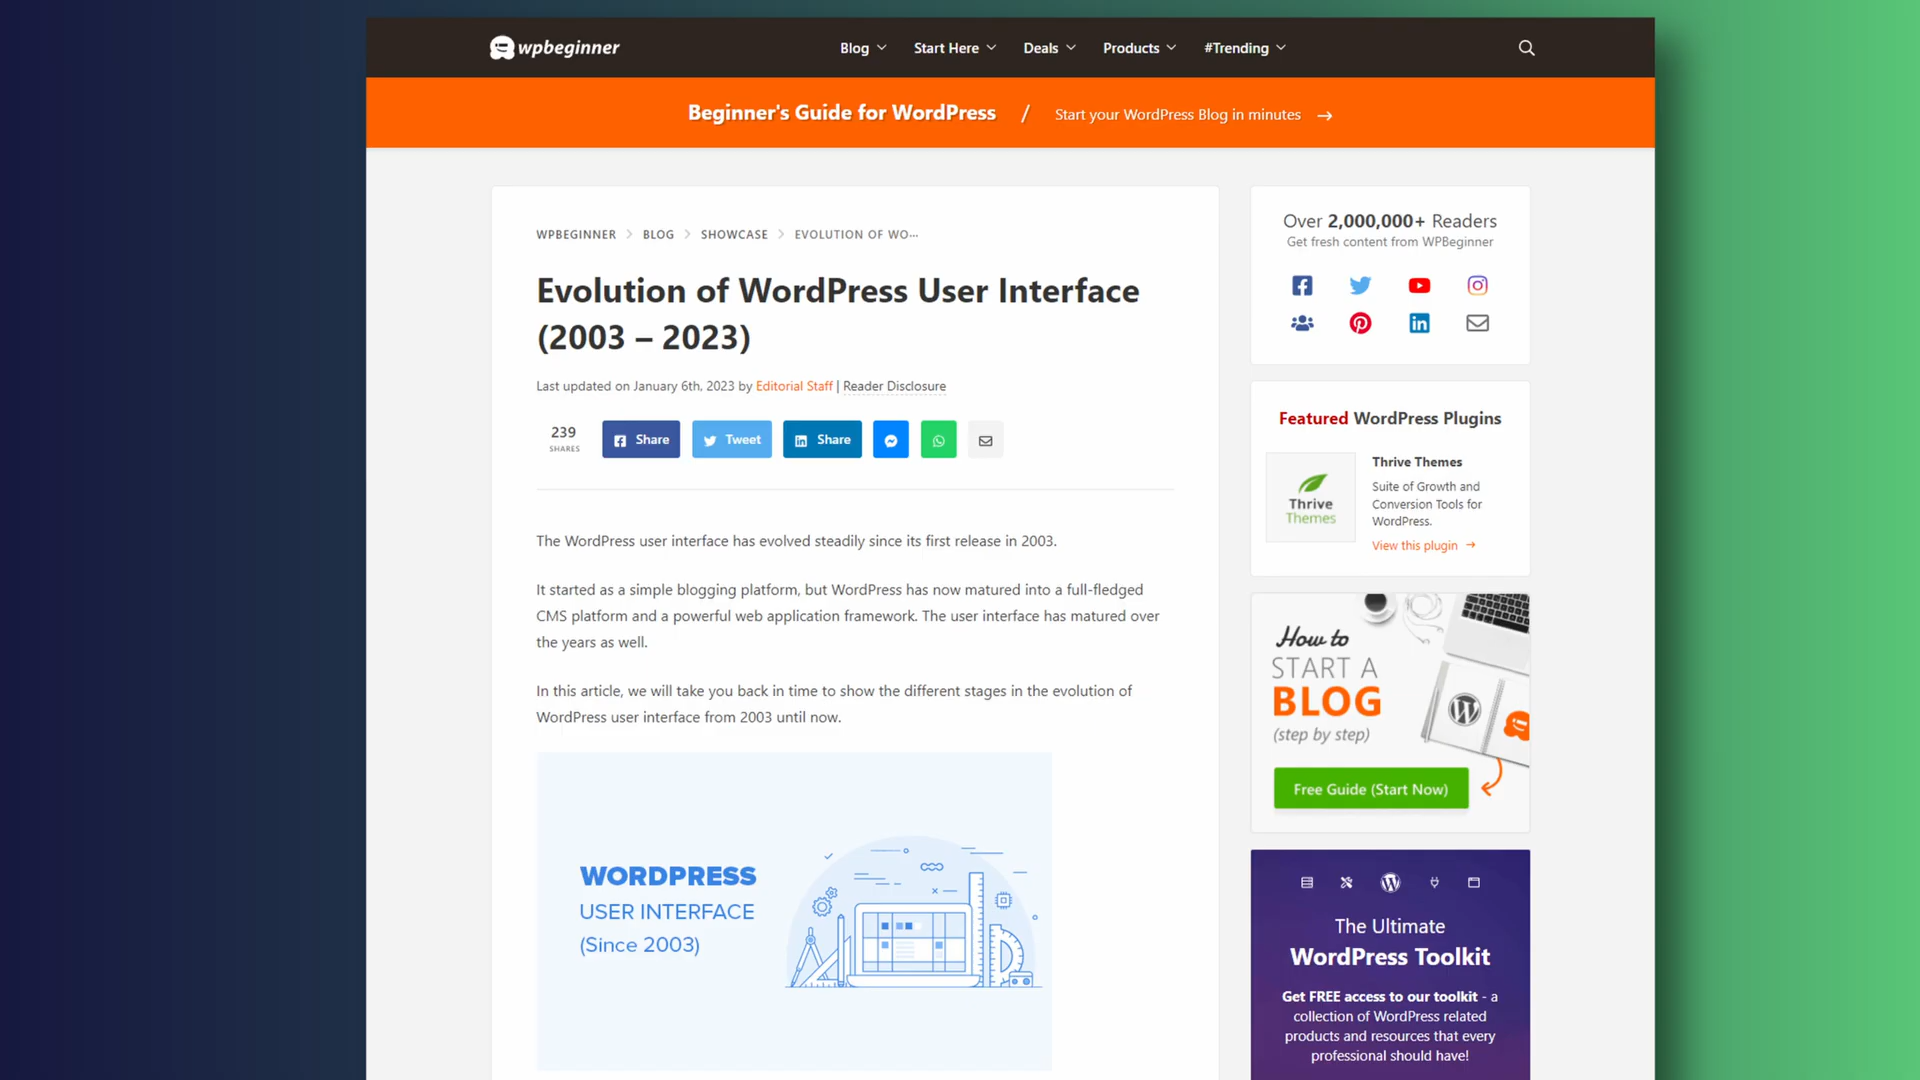 wpbeginner
Blog
Start Here
Deals
Products
#Trending
Beginner's Guide for WordPress / Start your WordPress Blog in minutes →
WPBEGINNER > BLOG > SHOWCASE > EVOLUTION OF WO...
Evolution of WordPress User Interface
(2003 – 2023)
Last updated on January 6th, 2023 by Editorial Staff | Reader Disclosure
239
SHARES
Share
Tweet
Share
The WordPress user interface has evolved steadily since its first release in 2003.
It started as a simple blogging platform, but WordPress has now matured into a full-fledged
CMS platform and a powerful web application framework. The user interface has matured over
the years as well.
In this article, we will take you back in time to show the different stages in the evolution of
WordPress user interface from 2003 until now.
WORDPRESS
USER INTERFACE
(Since 2003)
Over 2,000,000+ Readers
Get fresh content from WPBeginner
Featured WordPress Plugins
Thrive
Themes
Thrive Themes
Suite of Growth and
Conversion Tools for
WordPress.
View this plugin →
How to
START A
BLOG
(step by step)
Free Guide (Start Now)
The Ultimate
WordPress Toolkit
Get FREE access to our toolkit - a
collection of WordPress related
products and resources that every
professional should have!